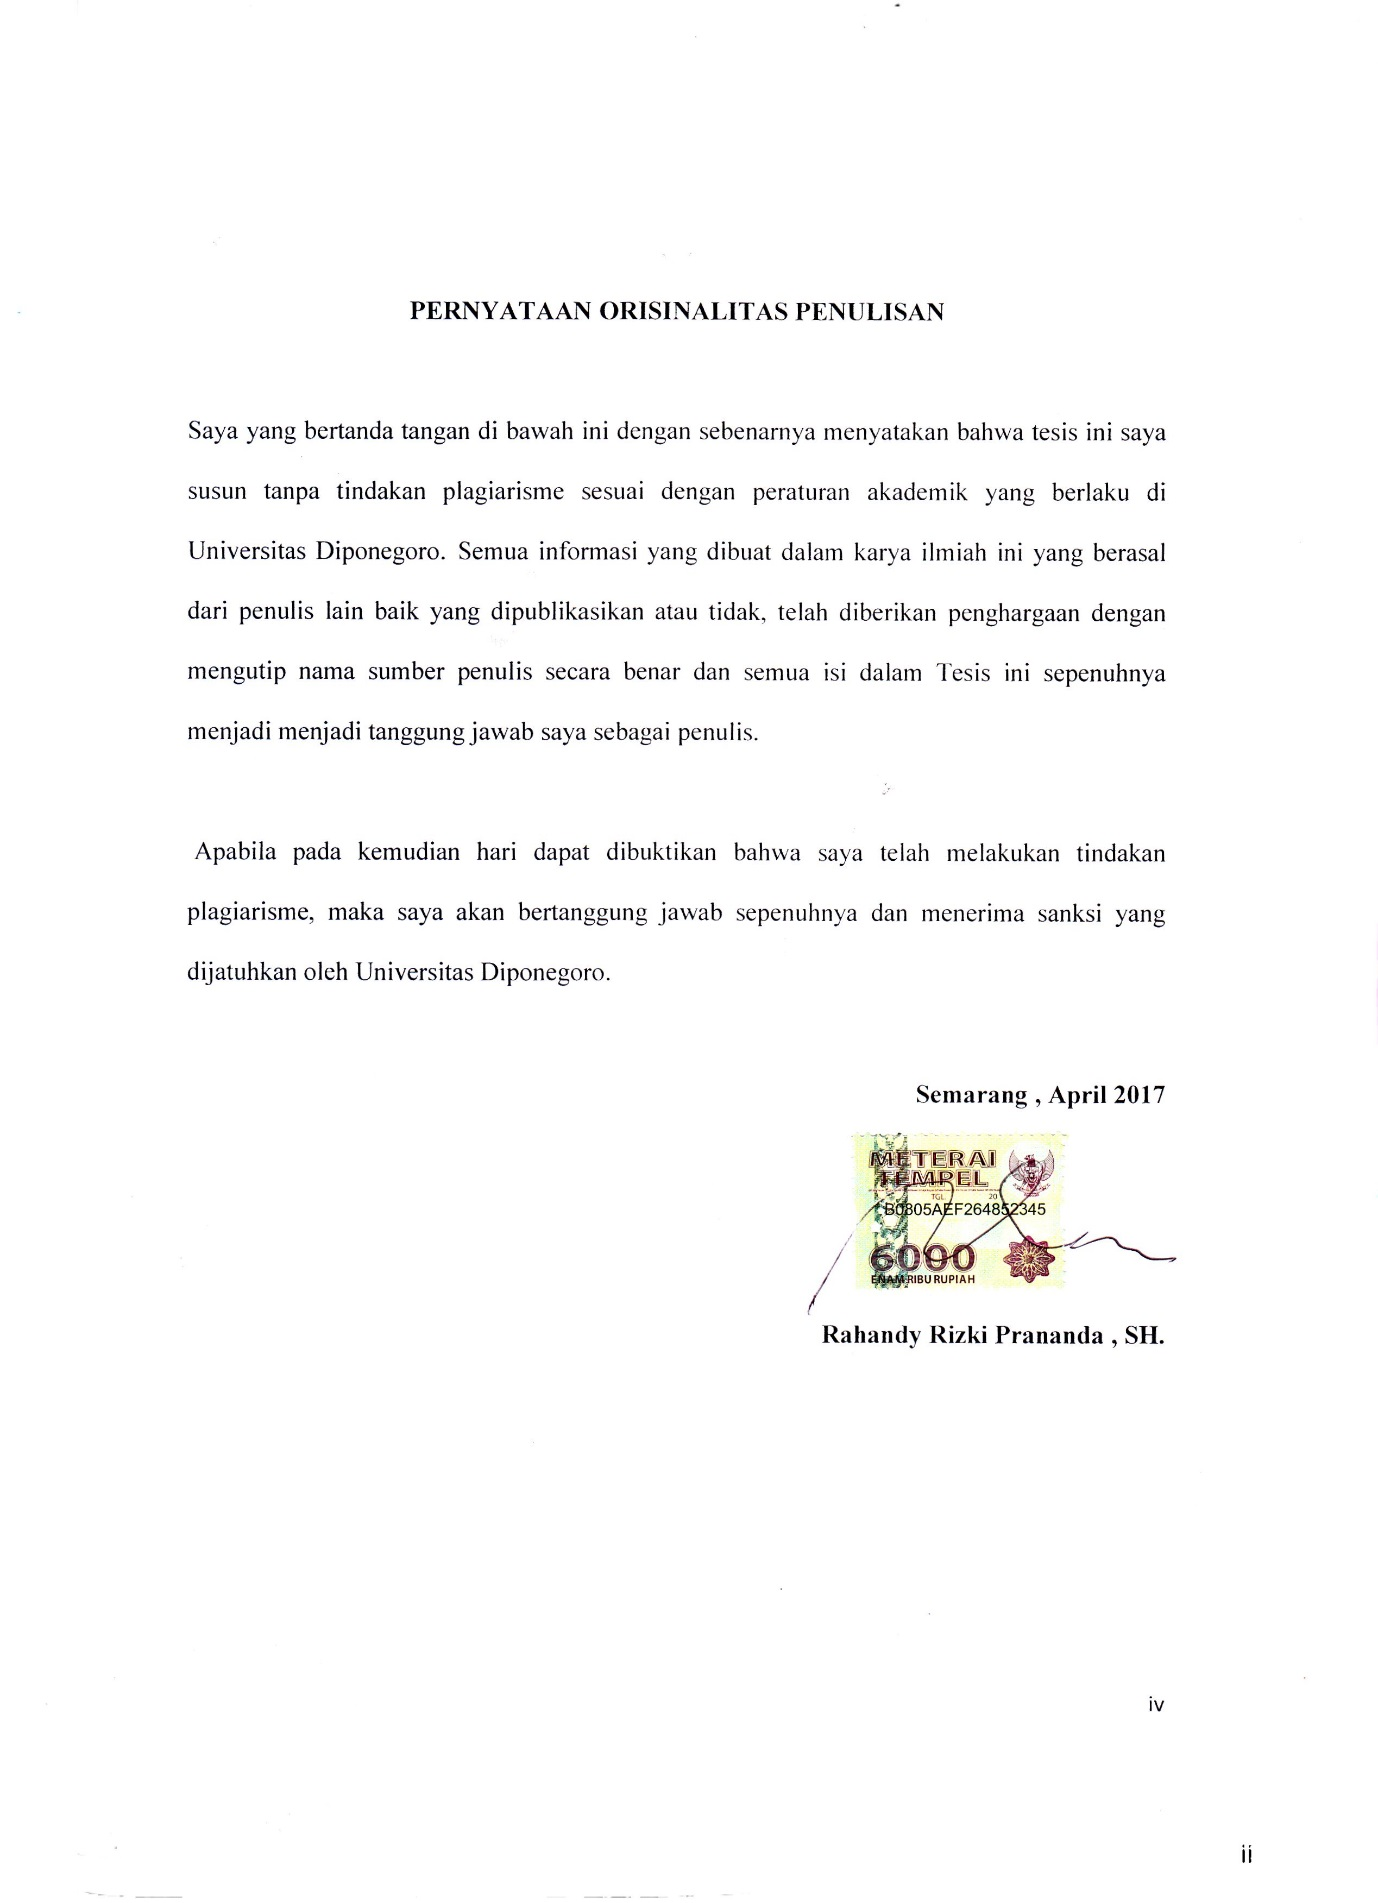 PERNYATAAN ORISINALITAS PENULISAN
Saya yang bertanda tangan di bawah ini dengan sebenarnya menyatakan bahwa tesis ini saya
susun tanpa tindakan plagiarisme sesuai dengan peraturan akademik yang berlaku di
Universitas Diponegoro. Semua informasi yang dibuat dalam karya ilmiah ini yang berasal
dari penulis lain baik yang dipublikasikan atau tidak, telah diberikan penghargaan dengan
mengutip nama sumber penulis secara benar dan semua isi dalam Tesis ini sepenuhnya
menjadi menjadi tanggung jawab saya sebagai penulis.
Apabila pada kemudian hari dapat dibuktikan bahwa saya telah melakukan tindakan
plagiarisme, maka saya akan bertanggung jawab sepenuhnya dan menerima sanksi yang
dijatuhkan oleh Universitas Diponegoro.
Semarang , April 2017
METERAI
TEMPEL
TGL 20
B0805AEF264852345
6000
ENAM RIBU RUPIAH
Rahandy Rizki Prananda , SH.
iv
ii